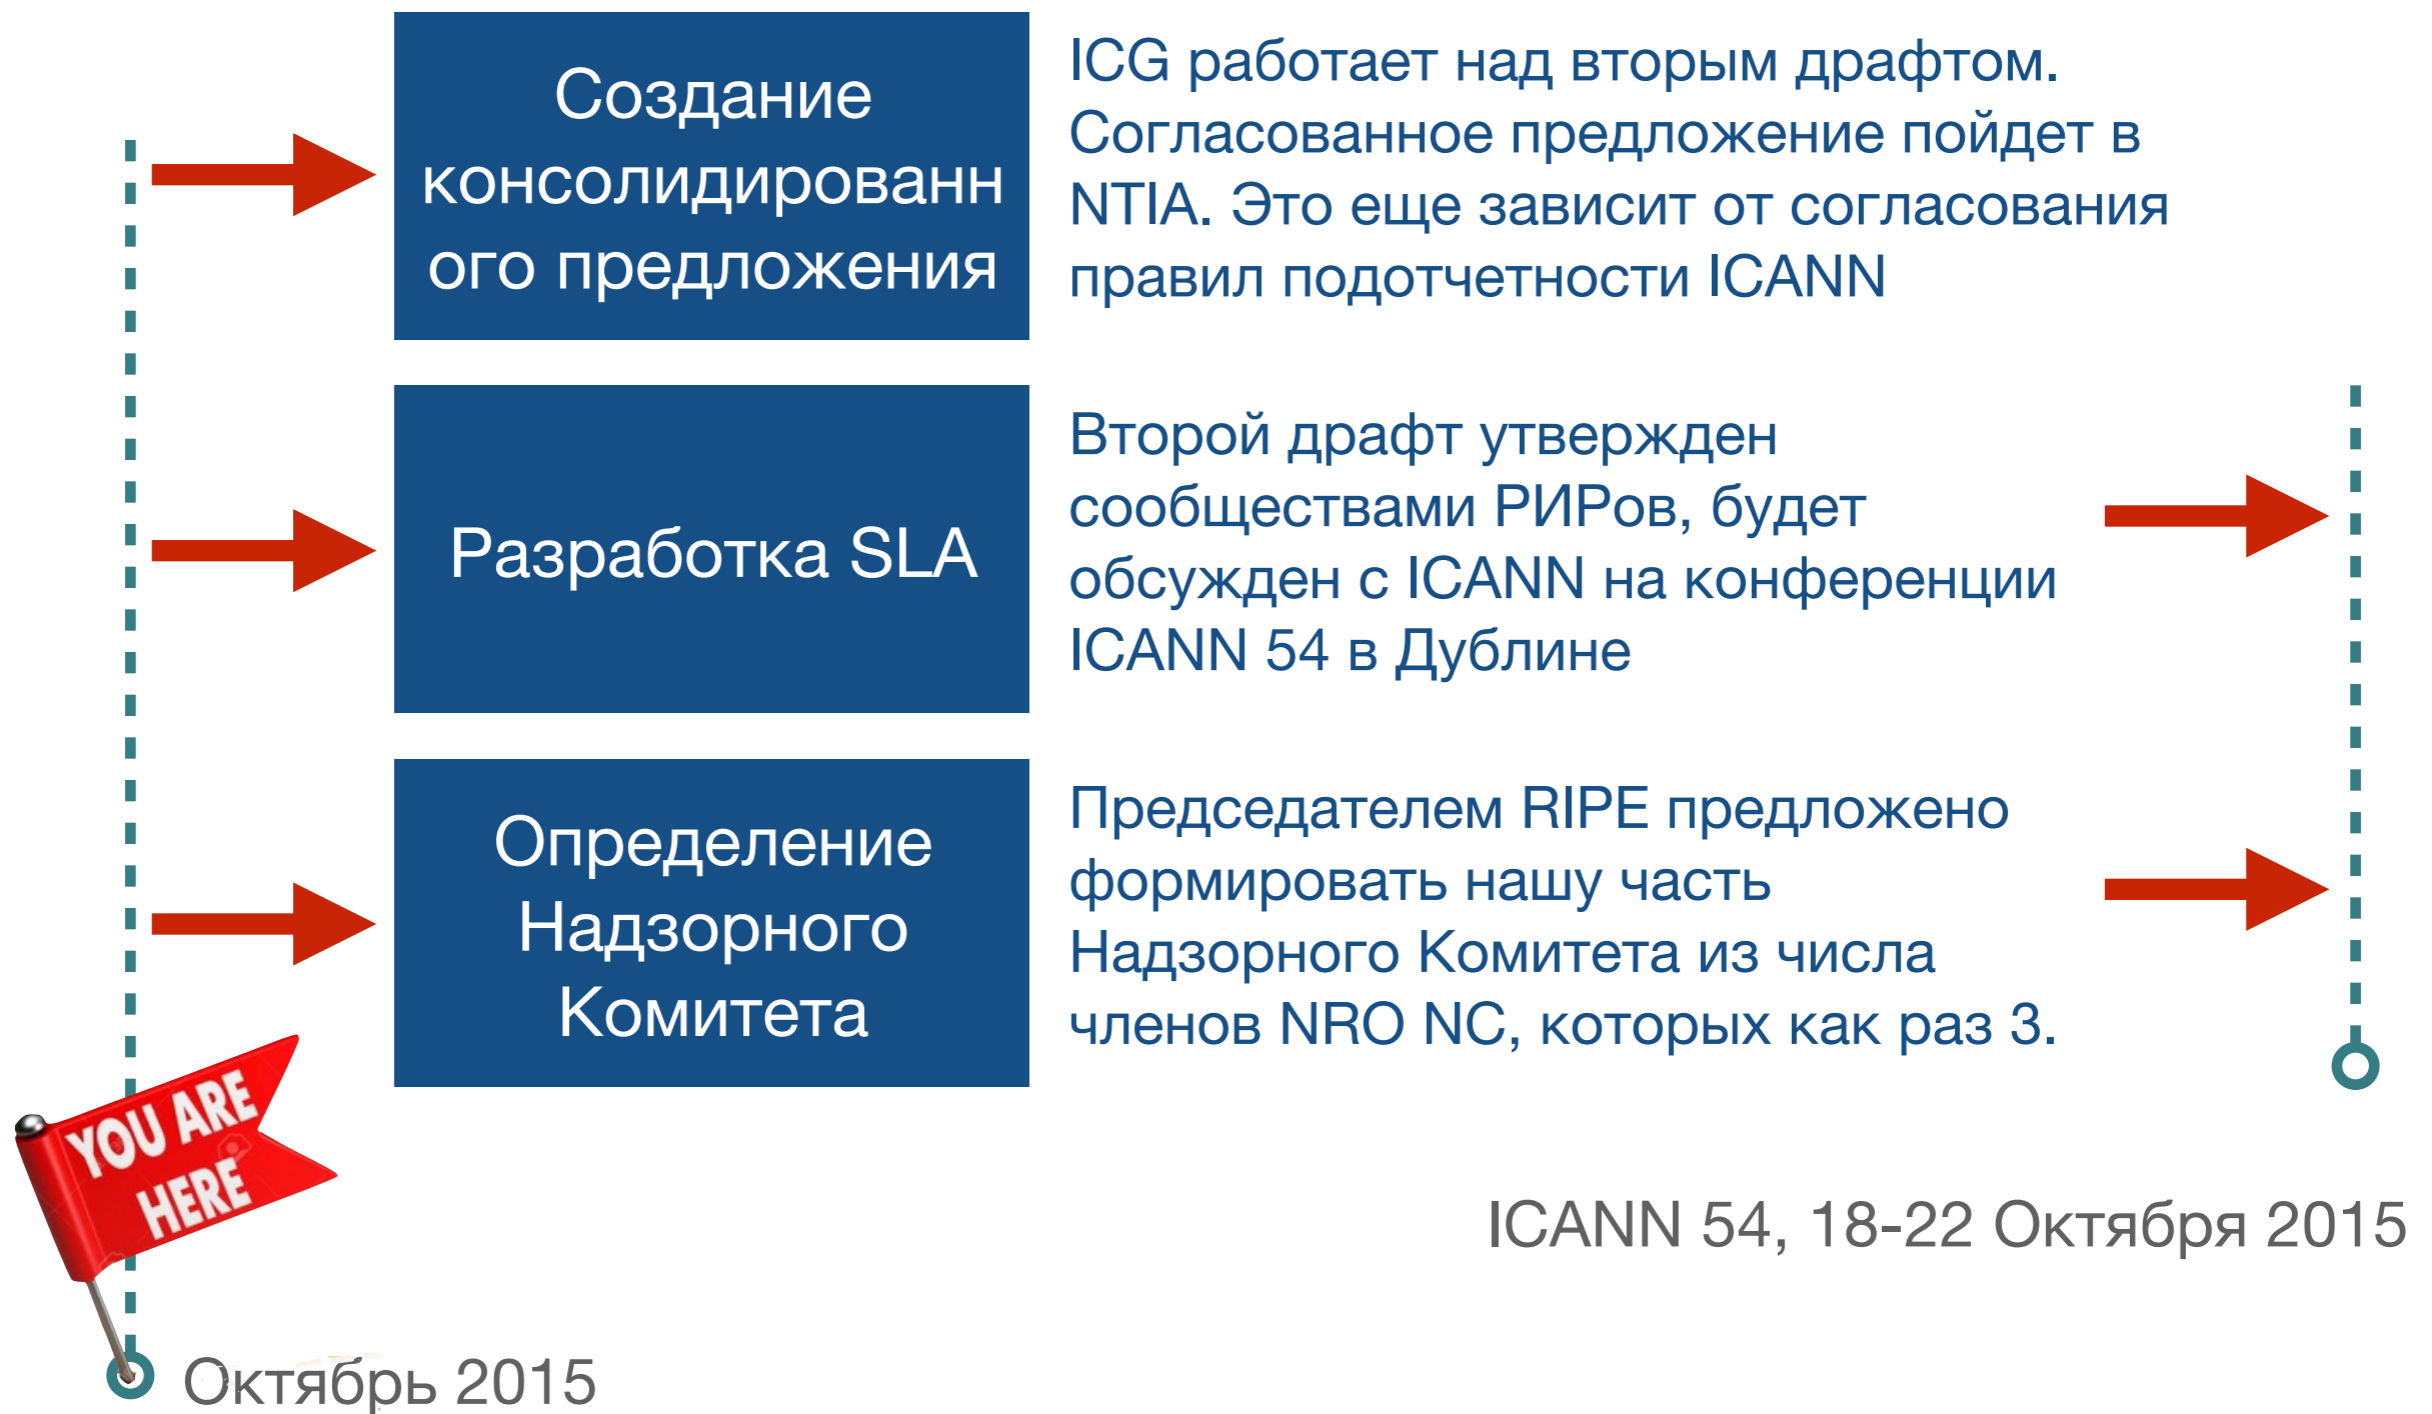 Создание
консолидированн
ого предложения
ICG работает над вторым драфтом.
Согласованное предложение пойдет в
NTIA. Это еще зависит от согласования
правил подотчетности ICANN
Разработка SLA
Второй драфт утвержден
сообществами РИРов, будет
обсужден с ICANN на конференции
ICANN 54 в Дублине
Определение
Надзорного
Комитета
Председателем RIPE предложено
формировать нашу часть
Надзорного Комитета из числа
членов NRO NC, которых как раз 3.
YOU ARE
HERE
ICANN 54, 18-22 Октября 2015
Октябрь 2015